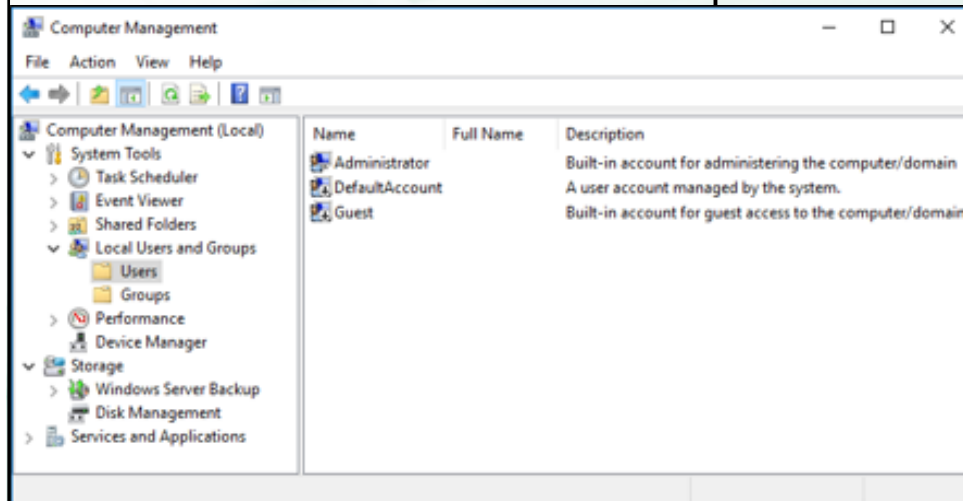 Computer Management
File Action View Help
Computer Management (Local)
System Tools
Task Scheduler
Event Viewer
Shared Folders
Local Users and Groups
Users
Groups
Performance
Device Manager
Storage
Windows Server Backup
Disk Management
Services and Applications
Name Full Name Description
Administrator Built-in account for administering the computer/domain
DefaultAccount A user account managed by the system.
Guest Built-in account for guest access to the computer/domain